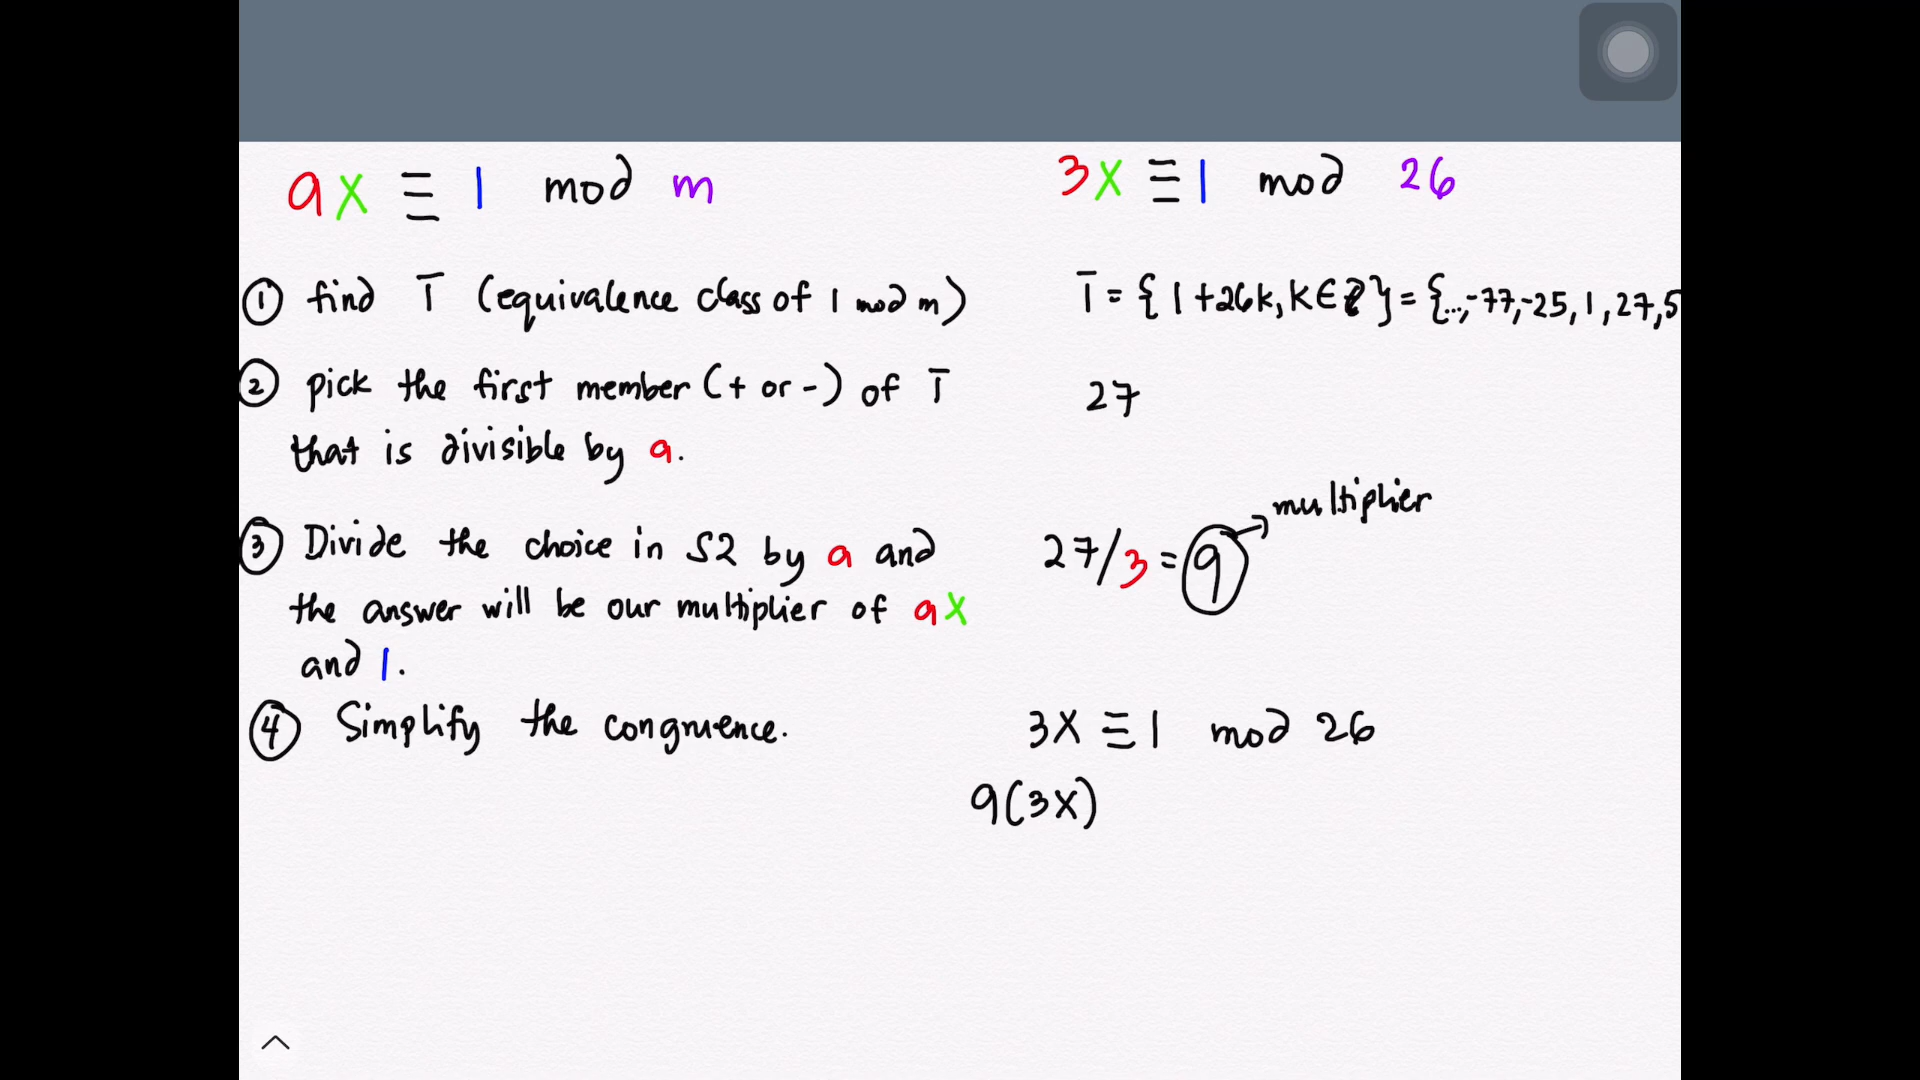 ax ≡ 1 mod m
3x ≡ 1 mod 26
① find 1̄ (equivalence class of 1 mod m)
1̄ = {1+26k, k∈ℤ} = {...,-77,-25,1,27,5
② pick the first member (+ or -) of 1̄
27
that is divisible by a.
multiplier
③ Divide the choice in S2 by a and
27/3 = 9
the answer will be our multiplier of ax
and 1.
④ Simplify the congruence.
3x ≡ 1 mod 26
9(3x)